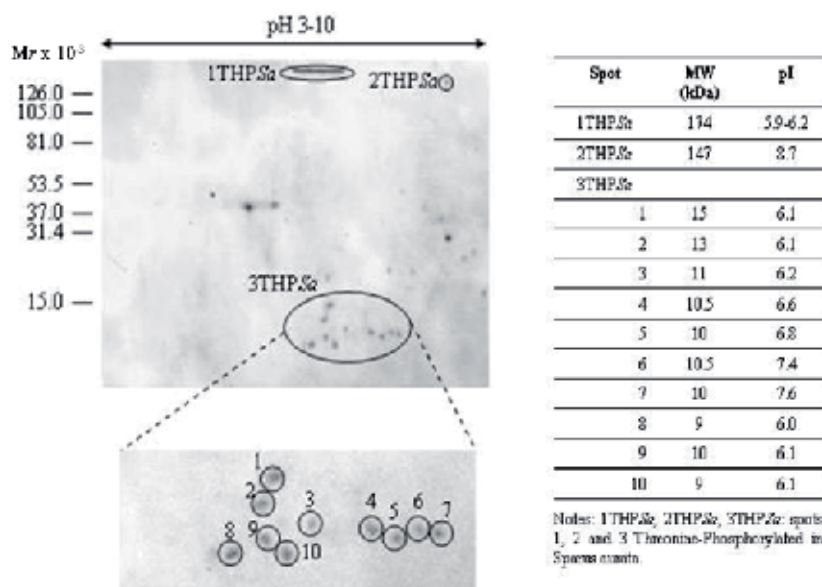 pH 3-10
Mr x 10-3
1THPSa
2THPSa
126.0
105.0
81.0
53.5
37.0
31.4
15.0
3THPSa
1
2
3
4
5
6
7
8
9
10
Spot MW (kDa) pI
1THPSa 194 5.9-6.2
2THPSa 147 8.7
3THPSa
1 15 6.1
2 13 6.1
3 11 6.2
4 10.5 6.6
5 10 6.8
6 10.5 7.4
7 10 7.6
8 9 6.0
9 10 6.1
10 9 6.1
Notes: 1THPSa, 2THPSa, 3THPSa: spots
1, 2 and 3 Threonine-Phosphorylated in
Sparus aurata.